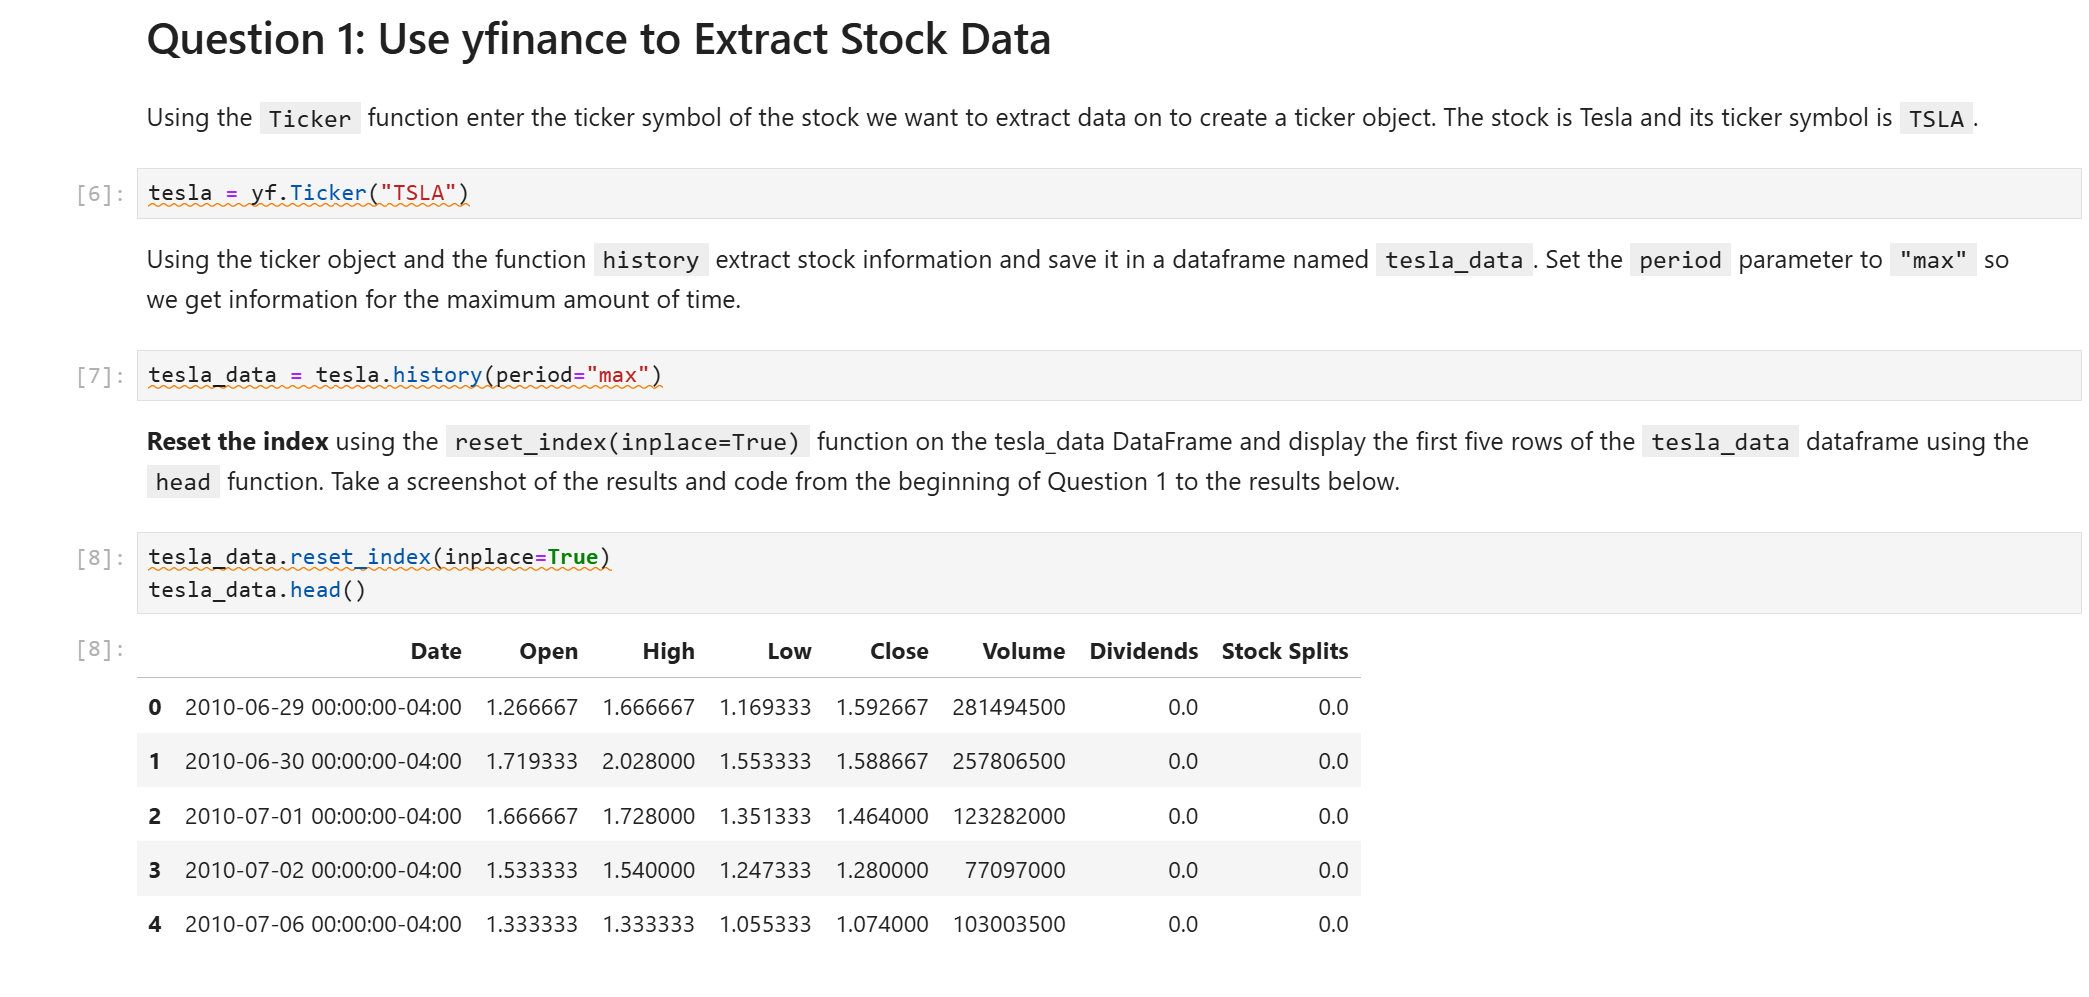 Question 1: Use yfinance to Extract Stock Data
Using the Ticker function enter the ticker symbol of the stock we want to extract data on to create a ticker object. The stock is Tesla and its ticker symbol is TSLA.
[6]: tesla = yf.Ticker("TSLA")
Using the ticker object and the function history extract stock information and save it in a dataframe named tesla_data. Set the period parameter to "max" so
we get information for the maximum amount of time.
[7]: tesla_data = tesla.history(period="max")
Reset the index using the reset_index(inplace=True) function on the tesla_data DataFrame and display the first five rows of the tesla_data dataframe using the
head function. Take a screenshot of the results and code from the beginning of Question 1 to the results below.
[8]: tesla_data.reset_index(inplace=True)
tesla_data.head()
[8]: Date Open High Low Close Volume Dividends Stock Splits
0 2010-06-29 00:00:00-04:00 1.266667 1.666667 1.169333 1.592667 281494500 0.0 0.0
1 2010-06-30 00:00:00-04:00 1.719333 2.028000 1.553333 1.588667 257806500 0.0 0.0
2 2010-07-01 00:00:00-04:00 1.666667 1.728000 1.351333 1.464000 123282000 0.0 0.0
3 2010-07-02 00:00:00-04:00 1.533333 1.540000 1.247333 1.280000 77097000 0.0 0.0
4 2010-07-06 00:00:00-04:00 1.333333 1.333333 1.055333 1.074000 103003500 0.0 0.0